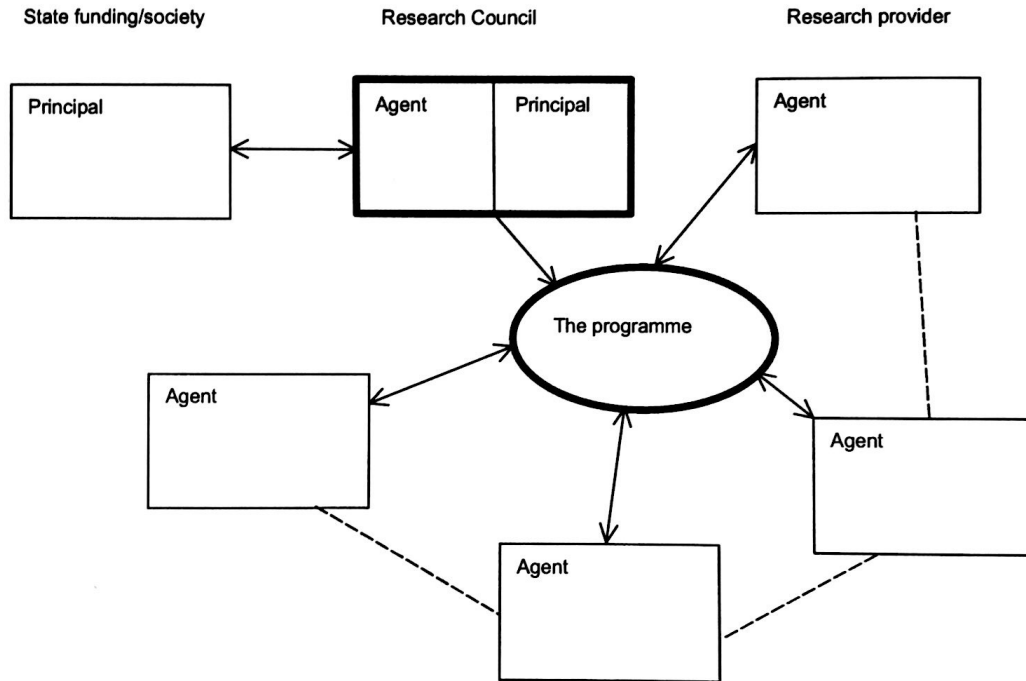 State funding/society
Research Council
Research provider
Principal
Agent
Principal
Agent
The programme
Agent
Agent
Agent